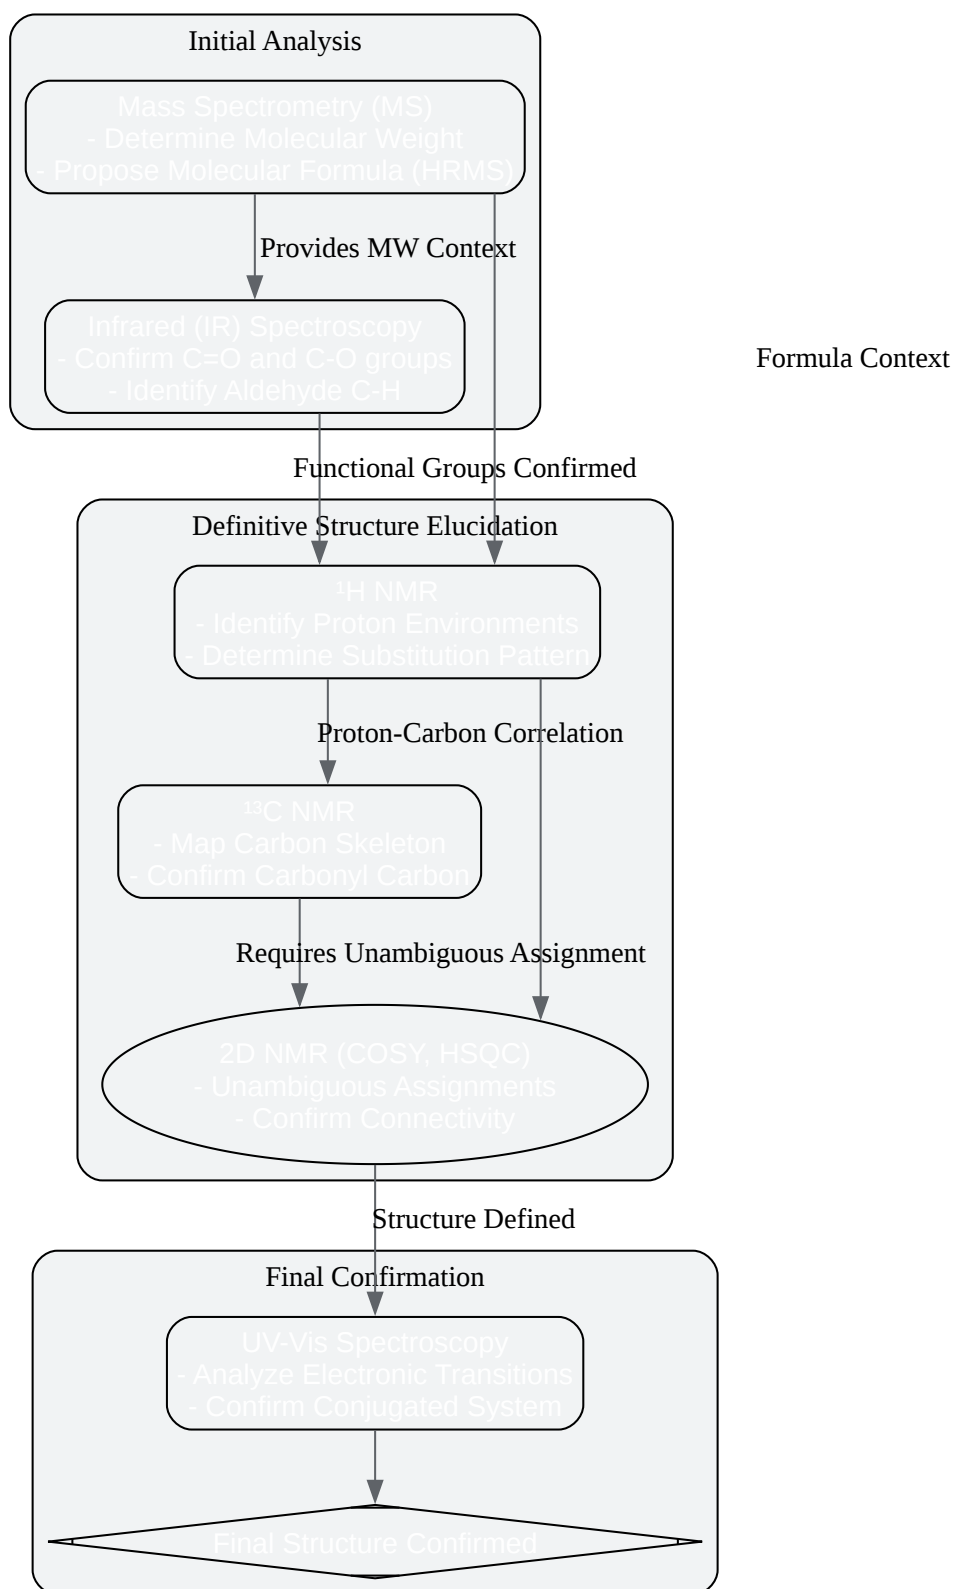 Initial Analysis
Mass Spectrometry (MS)
- Determine Molecular Weight
- Propose Molecular Formula (HRMS)
Provides MW Context
Infrared (IR) Spectroscopy
- Confirm C=O and C-O groups
- Identify Aldehyde C-H
Formula Context
Functional Groups Confirmed
Definitive Structure Elucidation
¹H NMR
- Identify Proton Environments
- Determine Substitution Pattern
Proton-Carbon Correlation
¹³C NMR
- Map Carbon Skeleton
- Confirm Carbonyl Carbon
Requires Unambiguous Assignment
2D NMR (COSY, HSQC)
- Unambiguous Assignments
- Confirm Connectivity
Structure Defined
Final Confirmation
UV-Vis Spectroscopy
- Analyze Electronic Transitions
- Confirm Conjugated System
Final Structure Confirmed